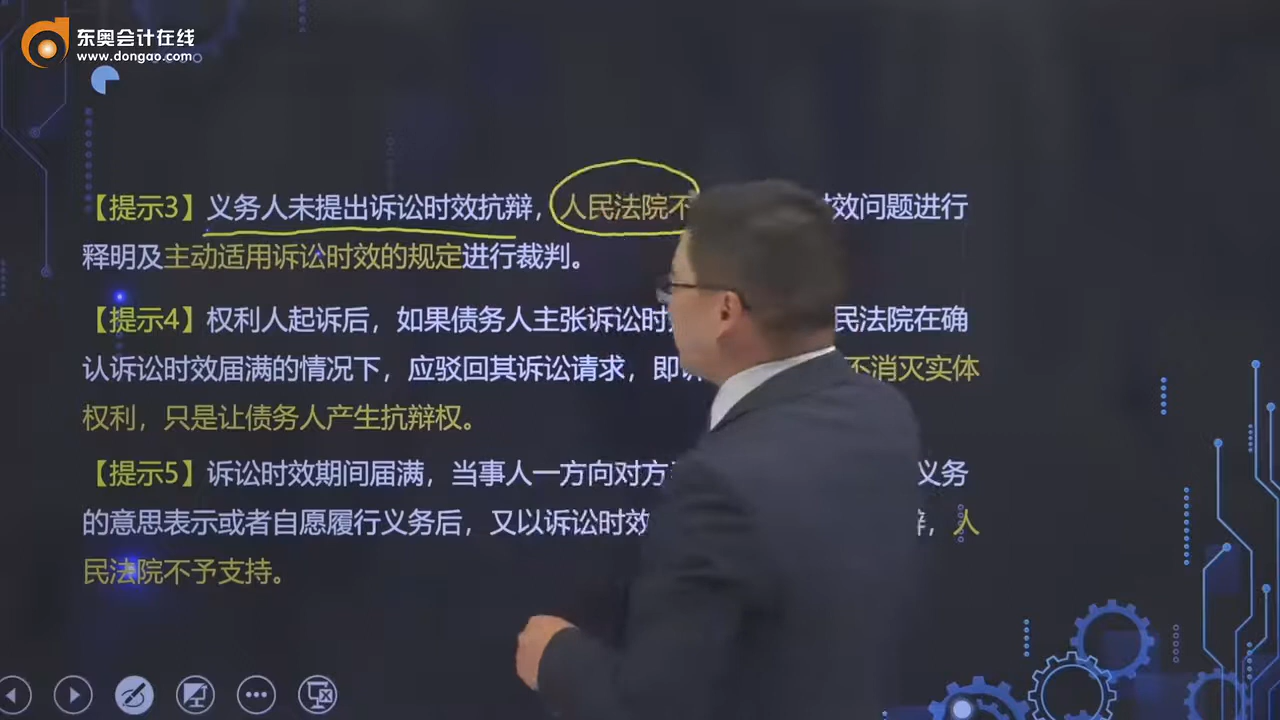 东奥会计在线
www.dongao.com
【提示3】义务人未提出诉讼时效抗辩，人民法院不 效问题进行
释明及主动适用诉讼时效的规定进行裁判。
【提示4】权利人起诉后，如果债务人主张诉讼时 民法院在确
认诉讼时效届满的情况下，应驳回其诉讼请求，即诉 不消灭实体
权利，只是让债务人产生抗辩权。
【提示5】诉讼时效期间届满，当事人一方向对方 义务
的意思表示或者自愿履行义务后，又以诉讼时效 辩，人
民法院不予支持。